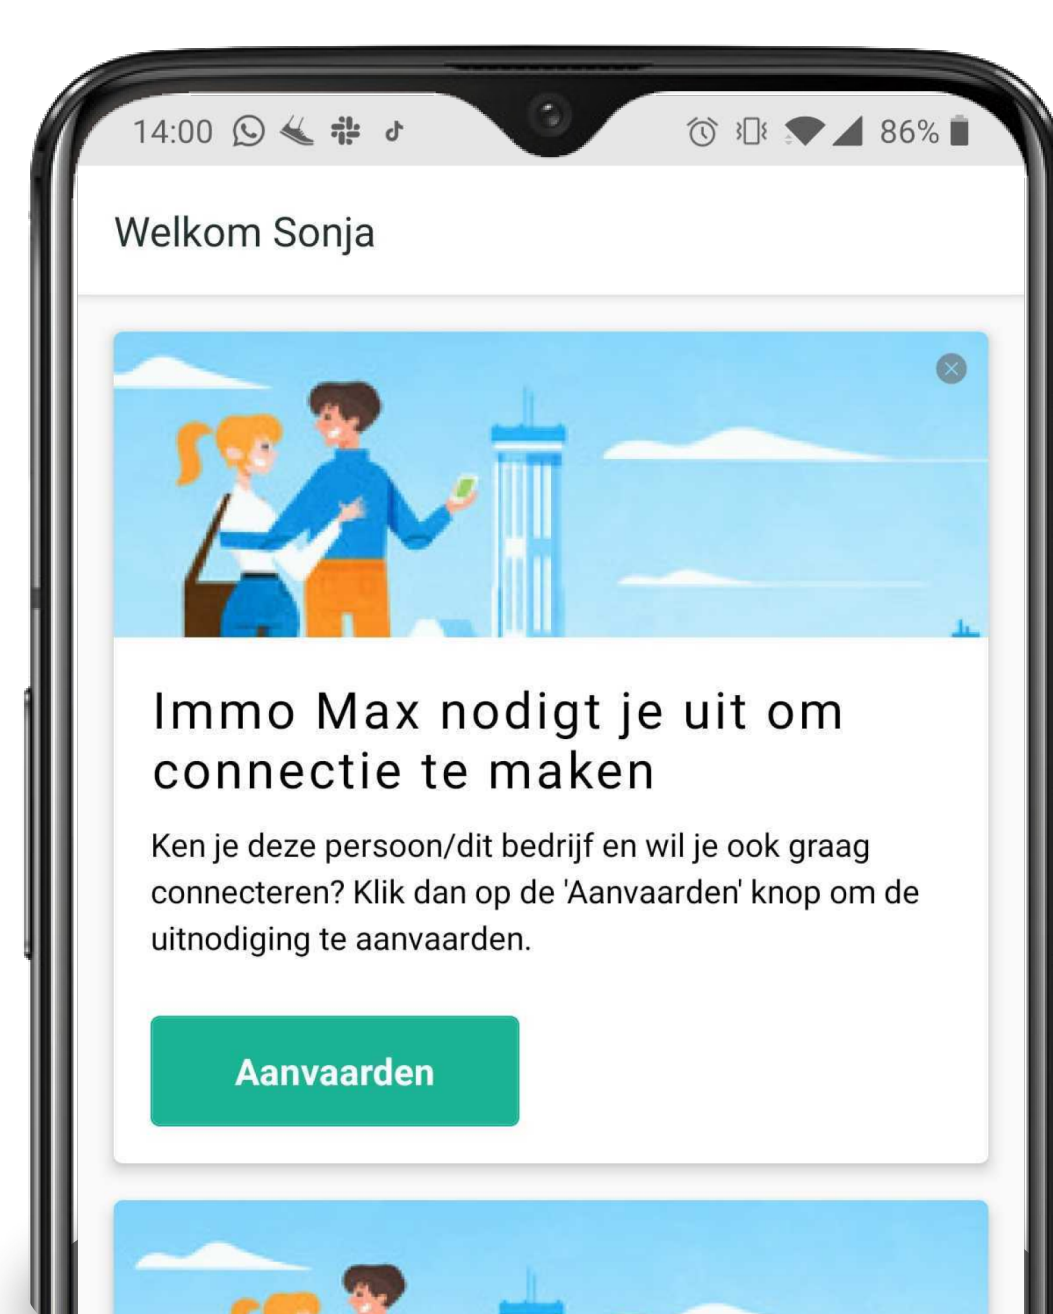 14:00
86%
Welkom Sonja
Immo Max nodigt je uit om
connectie te maken
Ken je deze persoon/dit bedrijf en wil je ook graag
connecteren? Klik dan op de 'Aanvaarden' knop om de
uitnodiging te aanvaarden.
Aanvaarden